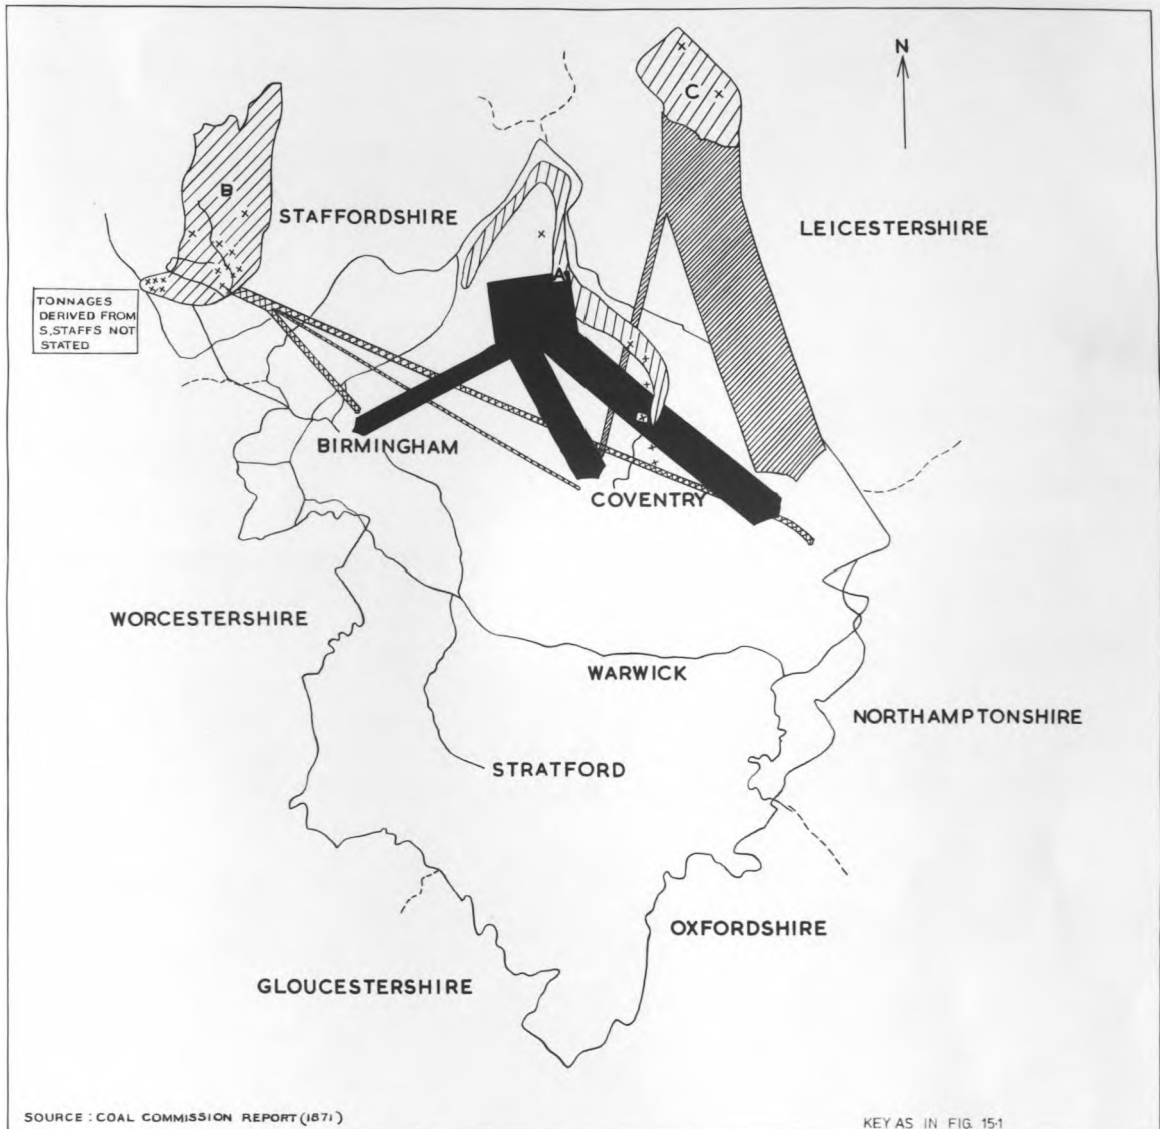 N
C
B
STAFFORDSHIRE
LEICESTERSHIRE
A
TONNAGES
DERIVED FROM
S,STAFFS NOT
STATED
BIRMINGHAM
COVENTRY
WORCESTERSHIRE
WARWICK
NORTHAMPTONSHIRE
STRATFORD
OXFORDSHIRE
GLOUCESTERSHIRE
SOURCE : COAL COMMISSION REPORT (1871)
KEY AS IN FIG. 15·1